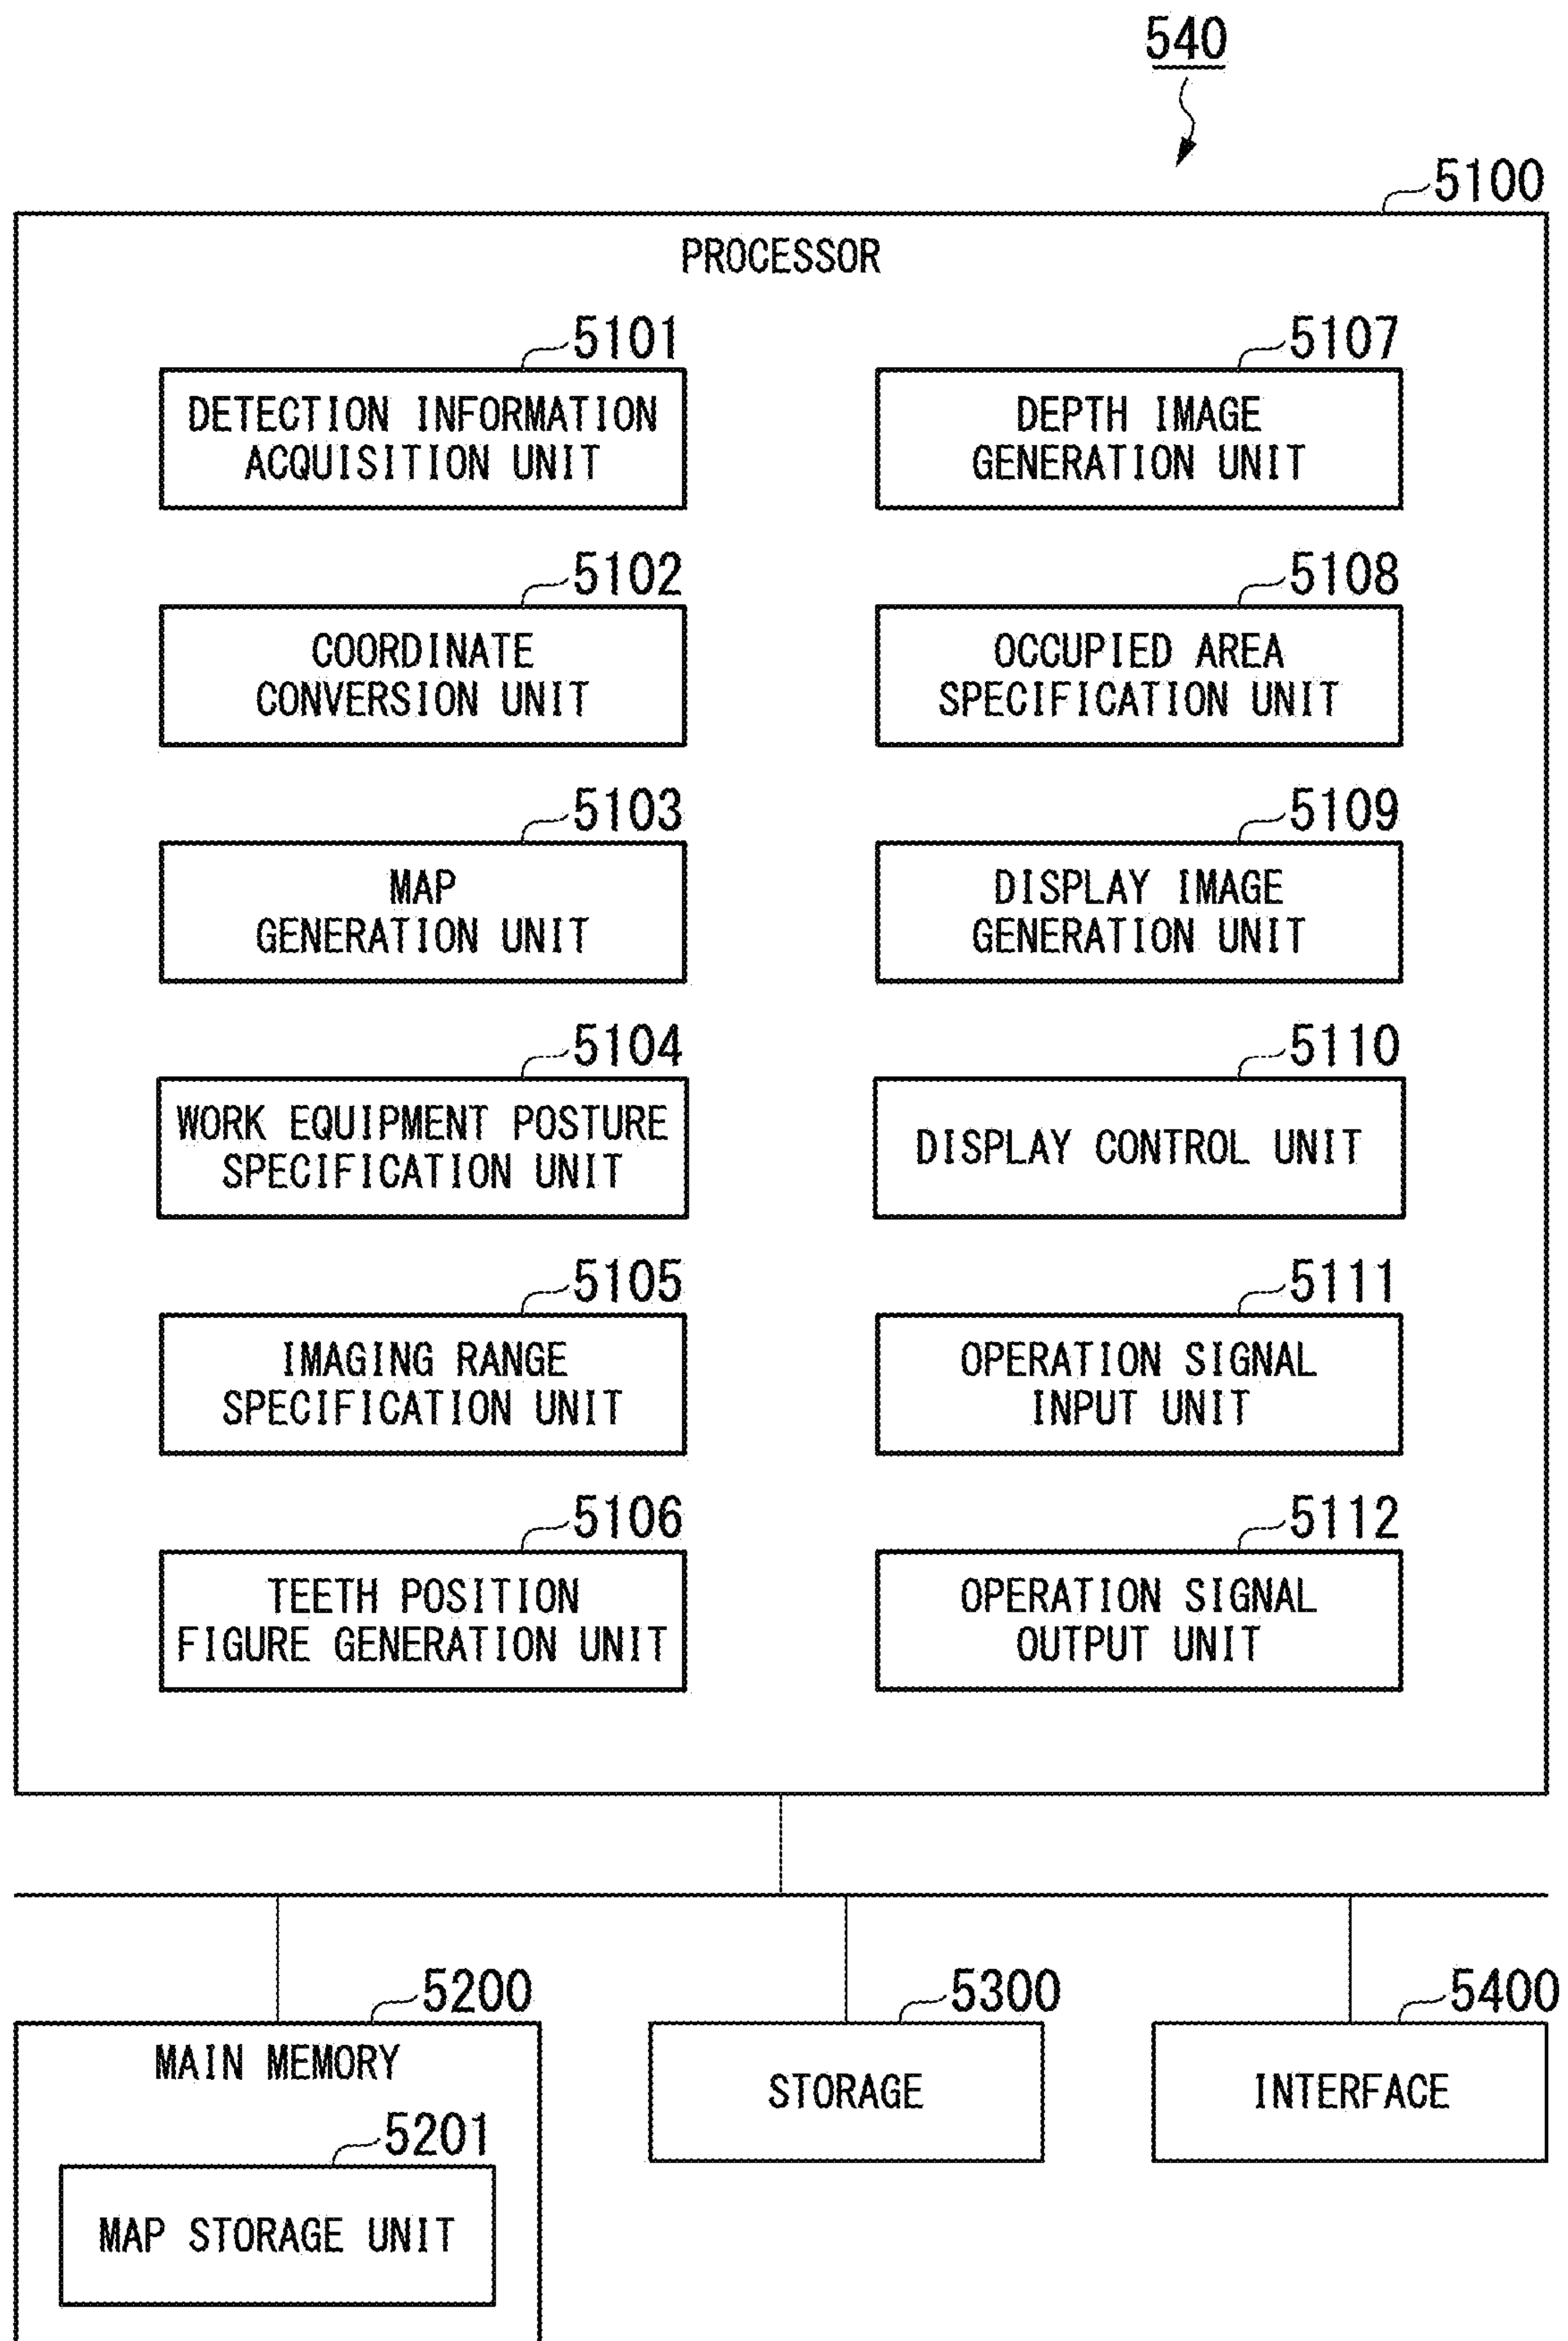 540
5100
PROCESSOR
5101
DETECTION INFORMATION
ACQUISITION UNIT
5107
DEPTH IMAGE
GENERATION UNIT
5102
COORDINATE
CONVERSION UNIT
5108
OCCUPIED AREA
SPECIFICATION UNIT
5103
MAP
GENERATION UNIT
5109
DISPLAY IMAGE
GENERATION UNIT
5104
WORK EQUIPMENT POSTURE
SPECIFICATION UNIT
5110
DISPLAY CONTROL UNIT
5105
IMAGING RANGE
SPECIFICATION UNIT
5111
OPERATION SIGNAL
INPUT UNIT
5106
TEETH POSITION
FIGURE GENERATION UNIT
5112
OPERATION SIGNAL
OUTPUT UNIT
5200
MAIN MEMORY
5201
MAP STORAGE UNIT
5300
STORAGE
5400
INTERFACE